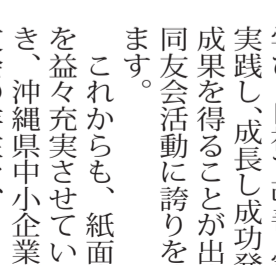 実践し、成長し成功発
成果を得ることが出
同友会活動に誇りを
ます。
これからも、紙面
を益々充実させてい
き、沖縄県中小企業